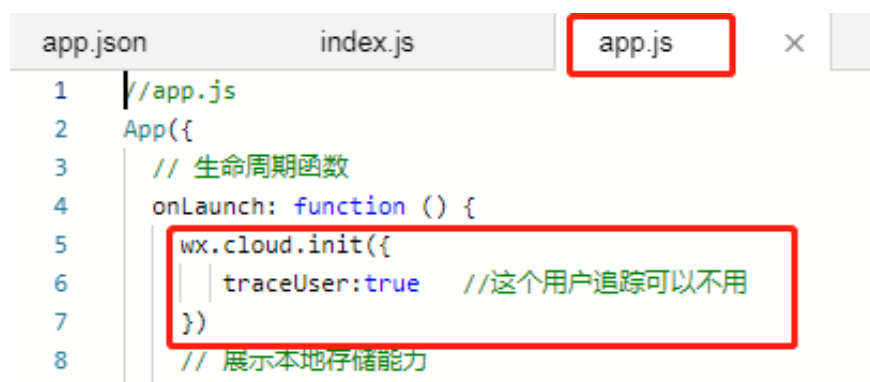 app.json index.js app.js ×
1 //app.js
2 App({
3 // 生命周期函数
4 onLaunch: function () {
5 wx.cloud.init({
6 traceUser:true //这个用户追踪可以不用
7 })
8 // 展示本地存储能力